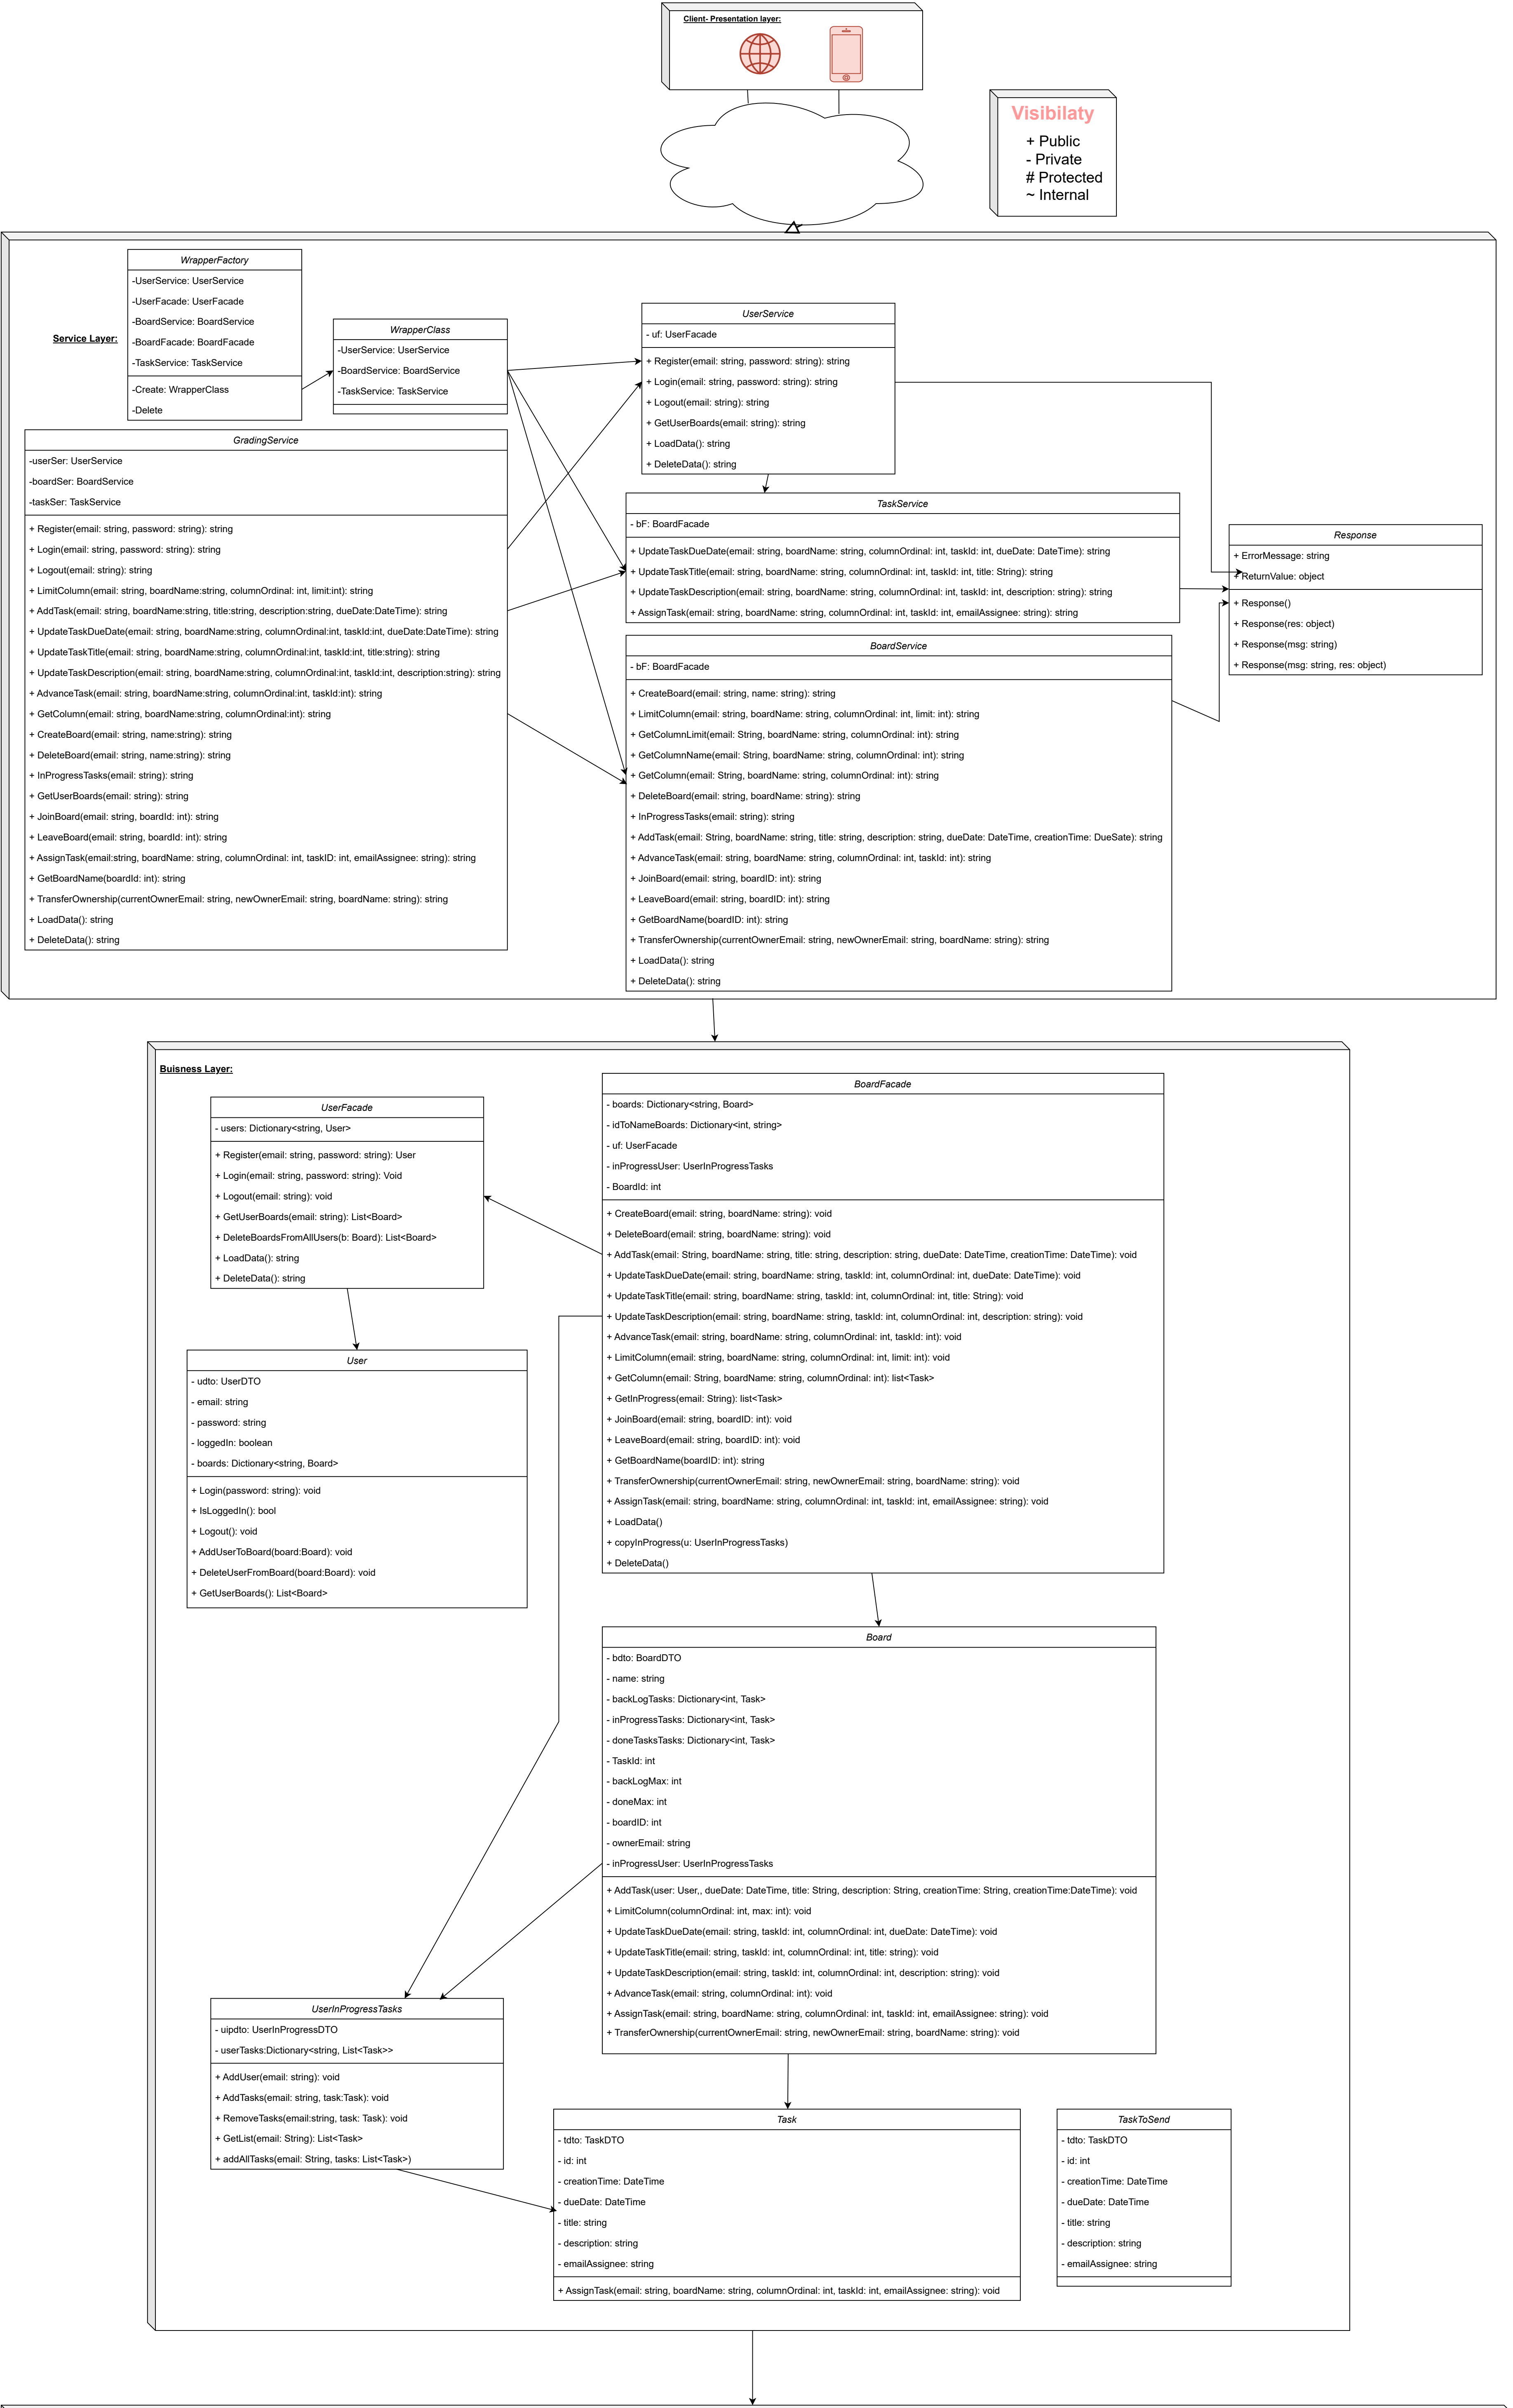 Client- Presentation layer:
Visibilaty
+ Public
- Private
# Protected
~ Internal
Service Layer:
WrapperFactory
-UserService: UserService
-UserFacade: UserFacade
-BoardService: BoardService
-BoardFacade: BoardFacade
-TaskService: TaskService
-Create: WrapperClass
-Delete
WrapperClass
-UserService: UserService
-BoardService: BoardService
-TaskService: TaskService
UserService
- uf: UserFacade
+ Register(email: string, password: string): string
+ Login(email: string, password: string): string
+ Logout(email: string): string
+ GetUserBoards(email: string): string
+ LoadData(): string
+ DeleteData(): string
GradingService
-userSer: UserService
-boardSer: BoardService
-taskSer: TaskService
+ Register(email: string, password: string): string
+ Login(email: string, password: string): string
+ Logout(email: string): string
+ LimitColumn(email: string, boardName:string, columnOrdinal: int, limit:int): string
+ AddTask(email: string, boardName:string, title:string, description:string, dueDate:DateTime): string
+ UpdateTaskDueDate(email: string, boardName:string, columnOrdinal:int, taskId:int, dueDate:DateTime): string
+ UpdateTaskTitle(email: string, boardName:string, columnOrdinal:int, taskId:int, title:string): string
+ UpdateTaskDescription(email: string, boardName:string, columnOrdinal:int, taskId:int, description:string): string
+ AdvanceTask(email: string, boardName:string, columnOrdinal:int, taskId:int): string
+ GetColumn(email: string, boardName:string, columnOrdinal:int): string
+ CreateBoard(email: string, name:string): string
+ DeleteBoard(email: string, name:string): string
+ InProgressTasks(email: string): string
+ GetUserBoards(email: string): string
+ JoinBoard(email: string, boardId: int): string
+ LeaveBoard(email: string, boardId: int): string
+ AssignTask(email:string, boardName: string, columnOrdinal: int, taskID: int, emailAssignee: string): string
+ GetBoardName(boardId: int): string
+ TransferOwnership(currentOwnerEmail: string, newOwnerEmail: string, boardName: string): string
+ LoadData(): string
+ DeleteData(): string
TaskService
- bF: BoardFacade
+ UpdateTaskDueDate(email: string, boardName: string, columnOrdinal: int, taskId: int, dueDate: DateTime): string
+ UpdateTaskTitle(email: string, boardName: string, columnOrdinal: int, taskId: int, title: String): string
+ UpdateTaskDescription(email: string, boardName: string, columnOrdinal: int, taskId: int, description: string): string
+ AssignTask(email: string, boardName: string, columnOrdinal: int, taskId: int, emailAssignee: string): string
Response
+ ErrorMessage: string
+ ReturnValue: object
+ Response()
+ Response(res: object)
+ Response(msg: string)
+ Response(msg: string, res: object)
BoardService
- bF: BoardFacade
+ CreateBoard(email: string, name: string): string
+ LimitColumn(email: string, boardName: string, columnOrdinal: int, limit: int): string
+ GetColumnLimit(email: String, boardName: string, columnOrdinal: int): string
+ GetColumnName(email: String, boardName: string, columnOrdinal: int): string
+ GetColumn(email: String, boardName: string, columnOrdinal: int): string
+ DeleteBoard(email: string, boardName: string): string
+ InProgressTasks(email: string): string
+ AddTask(email: String, boardName: string, title: string, description: string, dueDate: DateTime, creationTime: DueSate): string
+ AdvanceTask(email: string, boardName: string, columnOrdinal: int, taskId: int): string
+ JoinBoard(email: string, boardID: int): string
+ LeaveBoard(email: string, boardID: int): string
+ GetBoardName(boardID: int): string
+ TransferOwnership(currentOwnerEmail: string, newOwnerEmail: string, boardName: string): string
+ LoadData(): string
+ DeleteData(): string
Buisness Layer:
UserFacade
- users: Dictionary<string, User>
+ Register(email: string, password: string): User
+ Login(email: string, password: string): Void
+ Logout(email: string): void
+ GetUserBoards(email: string): List<Board>
+ DeleteBoardsFromAllUsers(b: Board): List<Board>
+ LoadData(): string
+ DeleteData(): string
BoardFacade
- boards: Dictionary<string, Board>
- idToNameBoards: Dictionary<int, string>
- uf: UserFacade
- inProgressUser: UserInProgressTasks
- BoardId: int
+ CreateBoard(email: string, boardName: string): void
+ DeleteBoard(email: string, boardName: string): void
+ AddTask(email: String, boardName: string, title: string, description: string, dueDate: DateTime, creationTime: DateTime): void
+ UpdateTaskDueDate(email: string, boardName: string, taskId: int, columnOrdinal: int, dueDate: DateTime): void
+ UpdateTaskTitle(email: string, boardName: string, taskId: int, columnOrdinal: int, title: String): void
+ UpdateTaskDescription(email: string, boardName: string, taskId: int, columnOrdinal: int, description: string): void
+ AdvanceTask(email: string, boardName: string, columnOrdinal: int, taskId: int): void
+ LimitColumn(email: string, boardName: string, columnOrdinal: int, limit: int): void
+ GetColumn(email: String, boardName: string, columnOrdinal: int): list<Task>
+ GetInProgress(email: String): list<Task>
+ JoinBoard(email: string, boardID: int): void
+ LeaveBoard(email: string, boardID: int): void
+ GetBoardName(boardID: int): string
+ TransferOwnership(currentOwnerEmail: string, newOwnerEmail: string, boardName: string): void
+ AssignTask(email: string, boardName: string, columnOrdinal: int, taskId: int, emailAssignee: string): void
+ LoadData()
+ copyInProgress(u: UserInProgressTasks)
+ DeleteData()
User
- udto: UserDTO
- email: string
- password: string
- loggedIn: boolean
- boards: Dictionary<string, Board>
+ Login(password: string): void
+ IsLoggedIn(): bool
+ Logout(): void
+ AddUserToBoard(board:Board): void
+ DeleteUserFromBoard(board:Board): void
+ GetUserBoards(): List<Board>
Board
- bdto: BoardDTO
- name: string
- backLogTasks: Dictionary<int, Task>
- inProgressTasks: Dictionary<int, Task>
- doneTasksTasks: Dictionary<int, Task>
- TaskId: int
- backLogMax: int
- doneMax: int
- boardID: int
- ownerEmail: string
- inProgressUser: UserInProgressTasks
+ AddTask(user: User,, dueDate: DateTime, title: String, description: String, creationTime: String, creationTime:DateTime): void
+ LimitColumn(columnOrdinal: int, max: int): void
+ UpdateTaskDueDate(email: string, taskId: int, columnOrdinal: int, dueDate: DateTime): void
+ UpdateTaskTitle(email: string, taskId: int, columnOrdinal: int, title: string): void
+ UpdateTaskDescription(email: string, taskId: int, columnOrdinal: int, description: string): void
+ AdvanceTask(email: string, columnOrdinal: int): void
+ AssignTask(email: string, boardName: string, columnOrdinal: int, taskId: int, emailAssignee: string): void
+ TransferOwnership(currentOwnerEmail: string, newOwnerEmail: string, boardName: string): void
UserInProgressTasks
- uipdto: UserInProgressDTO
- userTasks:Dictionary<string, List<Task>>
+ AddUser(email: string): void
+ AddTasks(email: string, task:Task): void
+ RemoveTasks(email:string, task: Task): void
+ GetList(email: String): List<Task>
+ addAllTasks(email: String, tasks: List<Task>)
Task
- tdto: TaskDTO
- id: int
- creationTime: DateTime
- dueDate: DateTime
- title: string
- description: string
- emailAssignee: string
+ AssignTask(email: string, boardName: string, columnOrdinal: int, taskId: int, emailAssignee: string): void
TaskToSend
- tdto: TaskDTO
- id: int
- creationTime: DateTime
- dueDate: DateTime
- title: string
- description: string
- emailAssignee: string